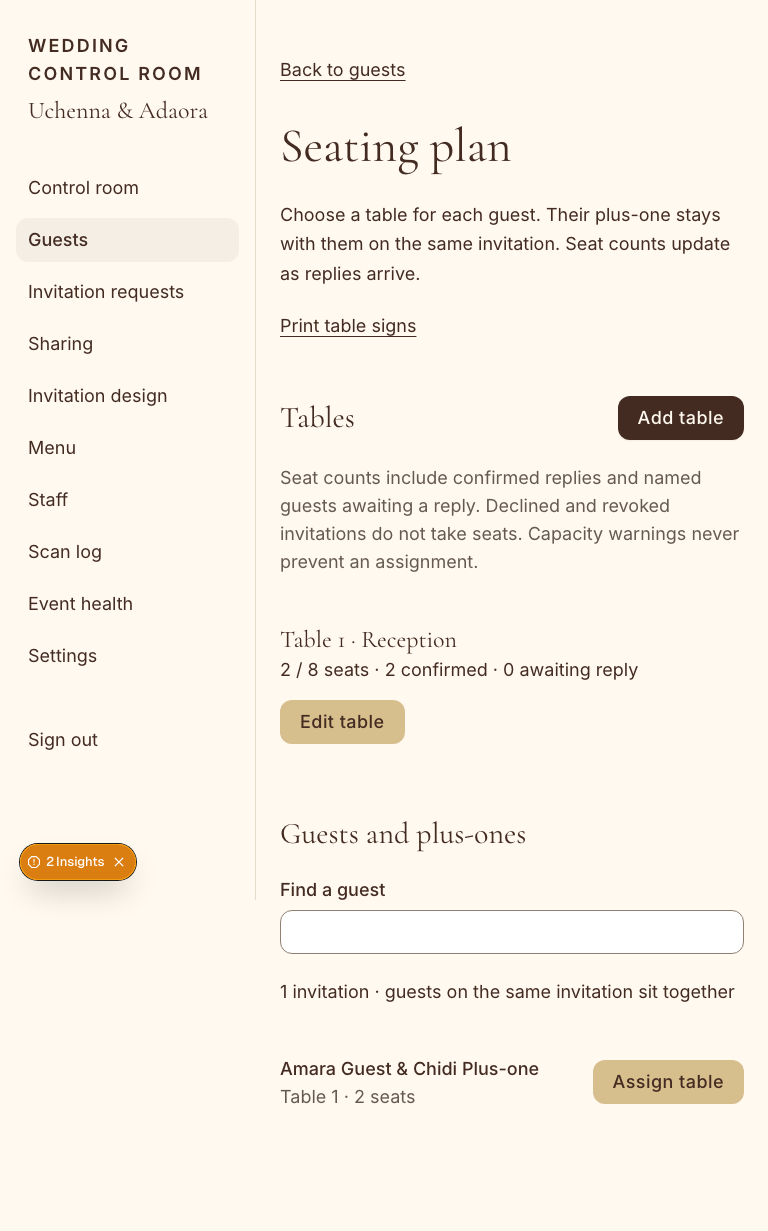 WEDDING
CONTROL ROOM
Uchenna & Adaora
Control room
Guests
Invitation requests
Sharing
Invitation design
Menu
Staff
Scan log
Event health
Settings
Sign out
2 Insights
Back to guests
Seating plan
Choose a table for each guest. Their plus-one stays
with them on the same invitation. Seat counts update
as replies arrive.
Print table signs
Tables
Add table
Seat counts include confirmed replies and named
guests awaiting a reply. Declined and revoked
invitations do not take seats. Capacity warnings never
prevent an assignment.
Table 1 · Reception
2 / 8 seats · 2 confirmed · 0 awaiting reply
Edit table
Guests and plus-ones
Find a guest
1 invitation · guests on the same invitation sit together
Amara Guest & Chidi Plus-one
Table 1 · 2 seats
Assign table